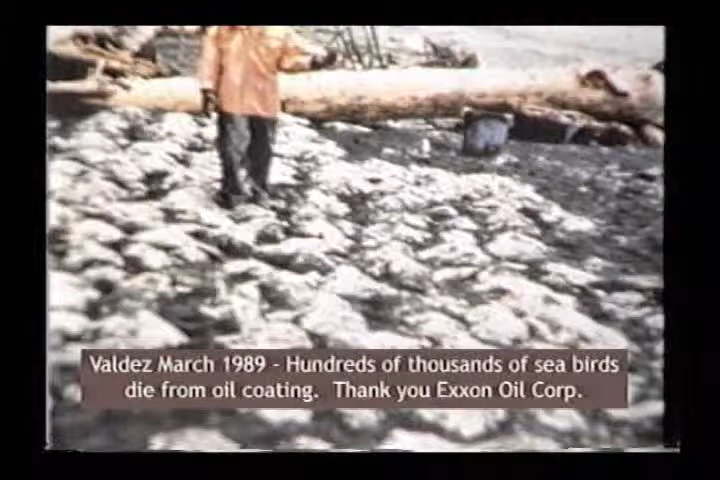 Valdez March 1989 - Hundreds of thousands of sea birds
die from oil coating.  Thank you Exxon Oil Corp.